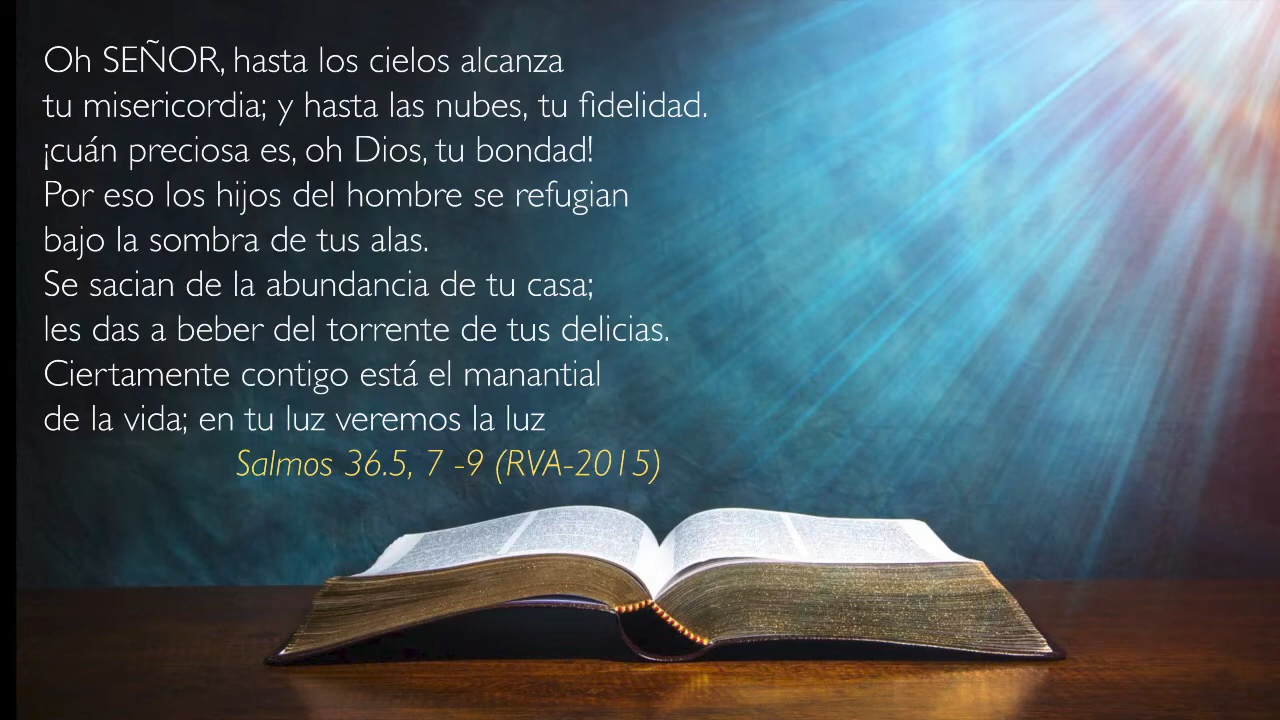 Oh SEÑOR, hasta los cielos alcanza
tu misericordia; y hasta las nubes, tu fidelidad.
¡cuán preciosa es, oh Dios, tu bondad!
Por eso los hijos del hombre se refugian
bajo la sombra de tus alas.
Se sacian de la abundancia de tu casa;
les das a beber del torrente de tus delicias.
Ciertamente contigo está el manantial
de la vida; en tu luz veremos la luz
Salmos 36.5, 7 -9 (RVA-2015)